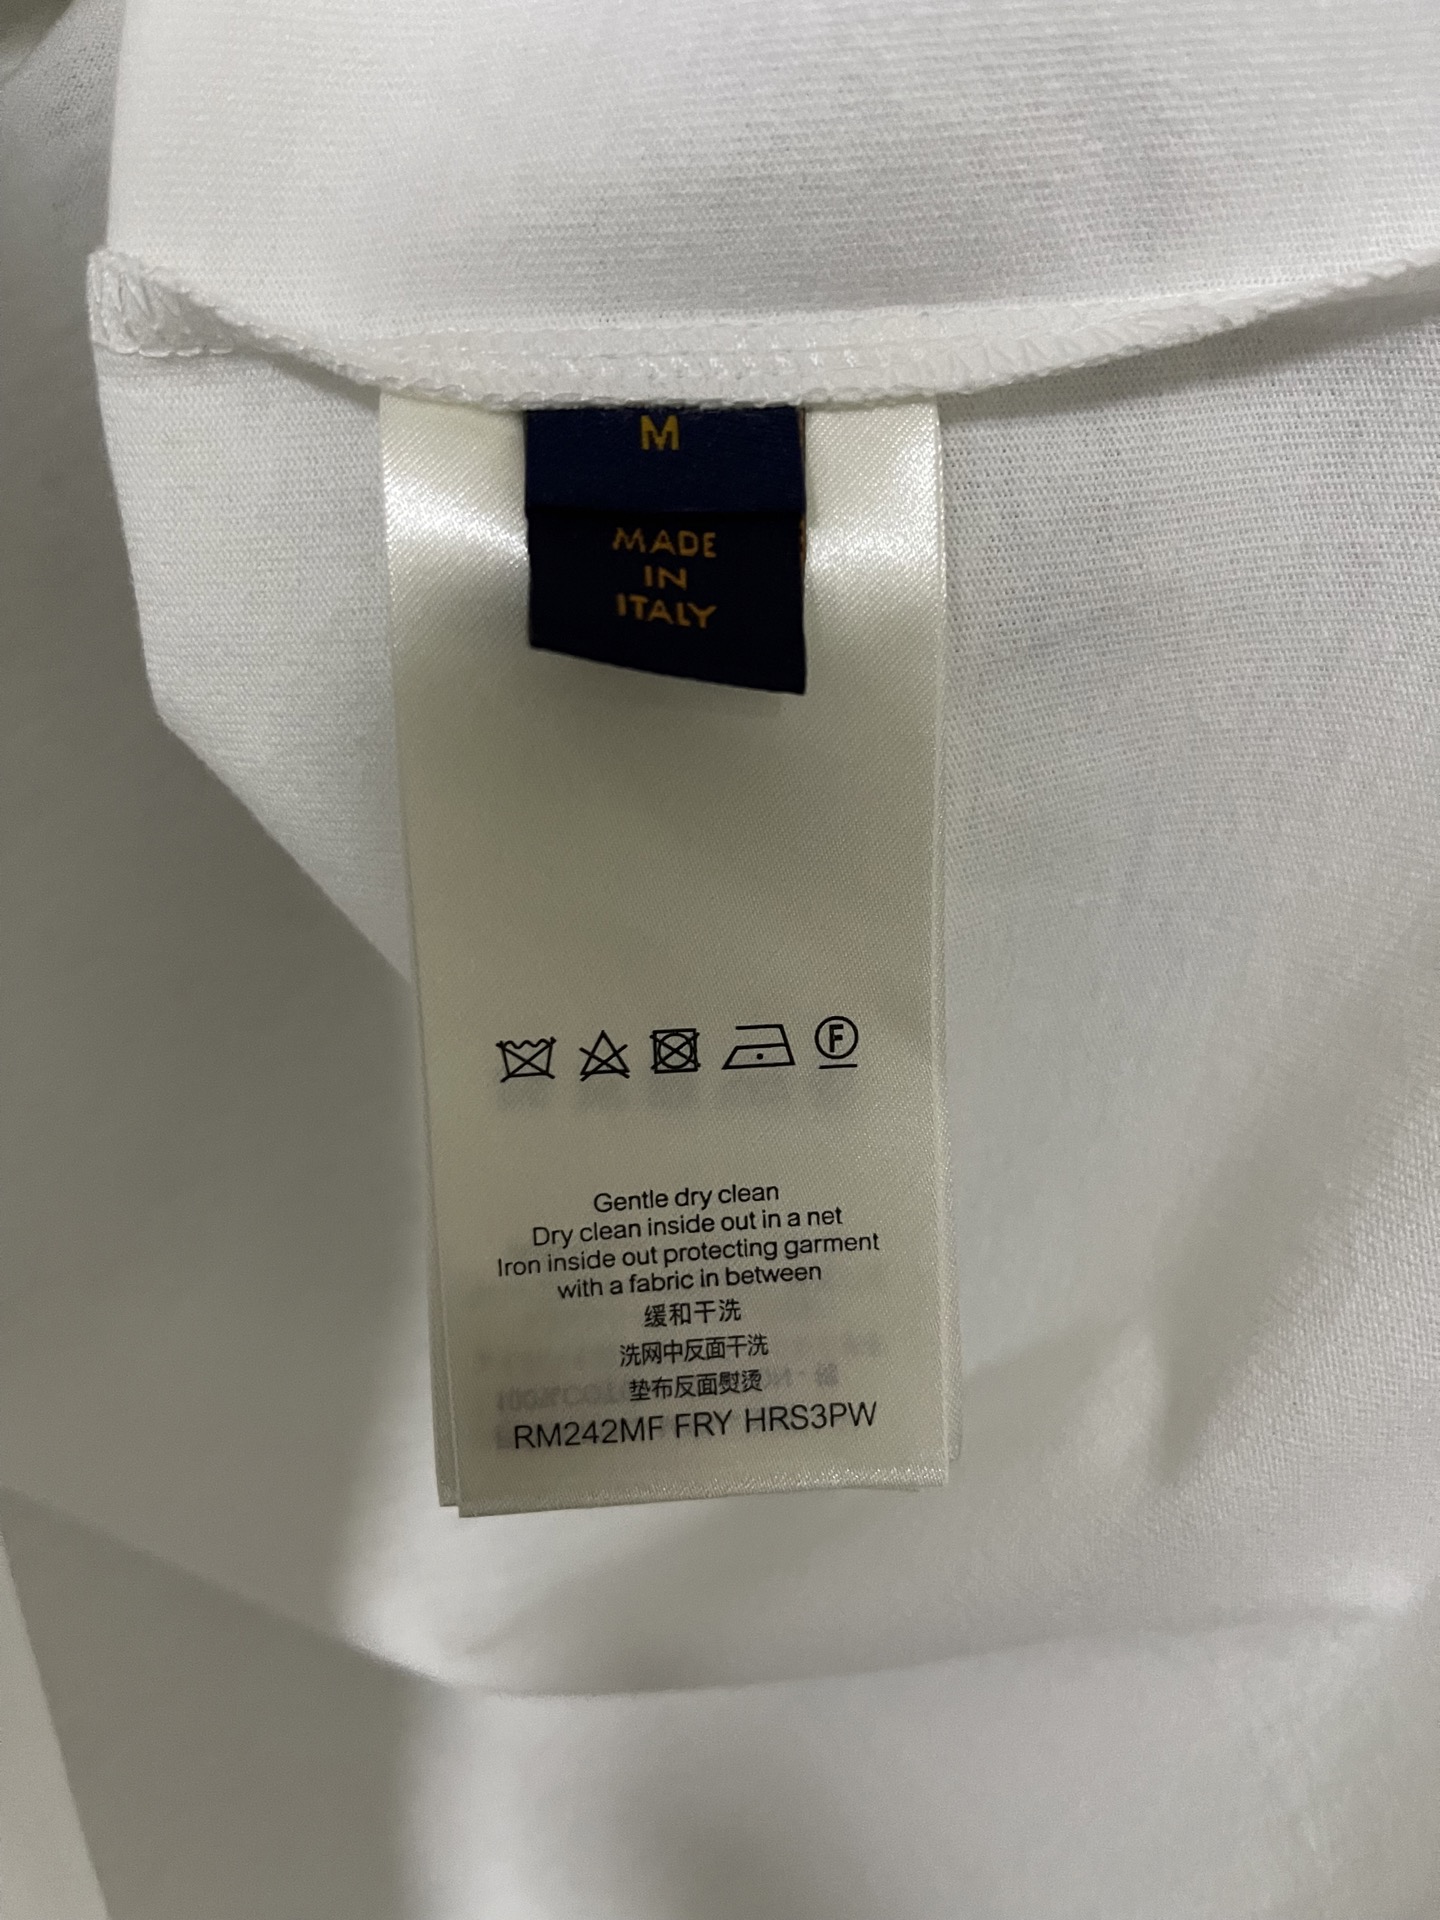 M
MADE
IN
ITALY
F
Gentle dry clean
Dry clean inside out in a net
Iron inside out protecting garment
with a fabric in between
缓和干洗
洗网中反面干洗
垫布反面熨烫
RM242MF FRY HRS3PW